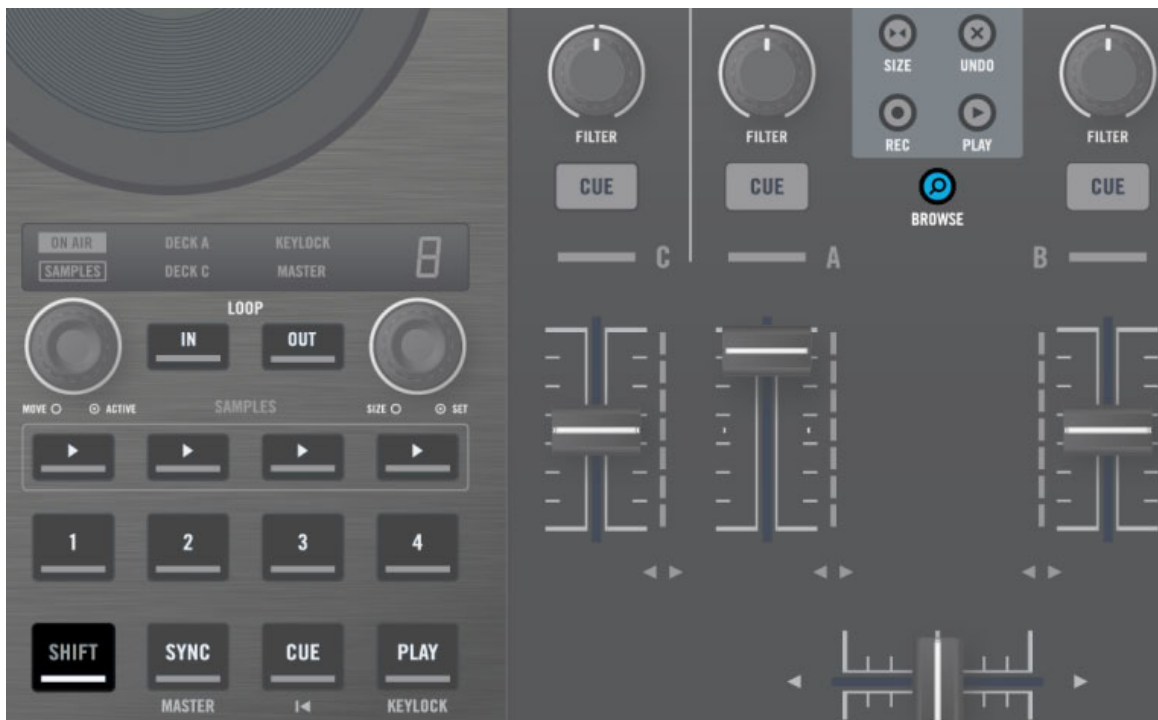 SIZE UNDO
FILTER FILTER REC PLAY FILTER
CUE CUE CUE
BROWSE
ON AIR DECK A KEYLOCK 8
SAMPLES DECK C MASTER
C A B
LOOP
IN OUT
MOVE ACTIVE SAMPLES SIZE SET
1 2 3 4
SHIFT SYNC CUE PLAY
MASTER KEYLOCK